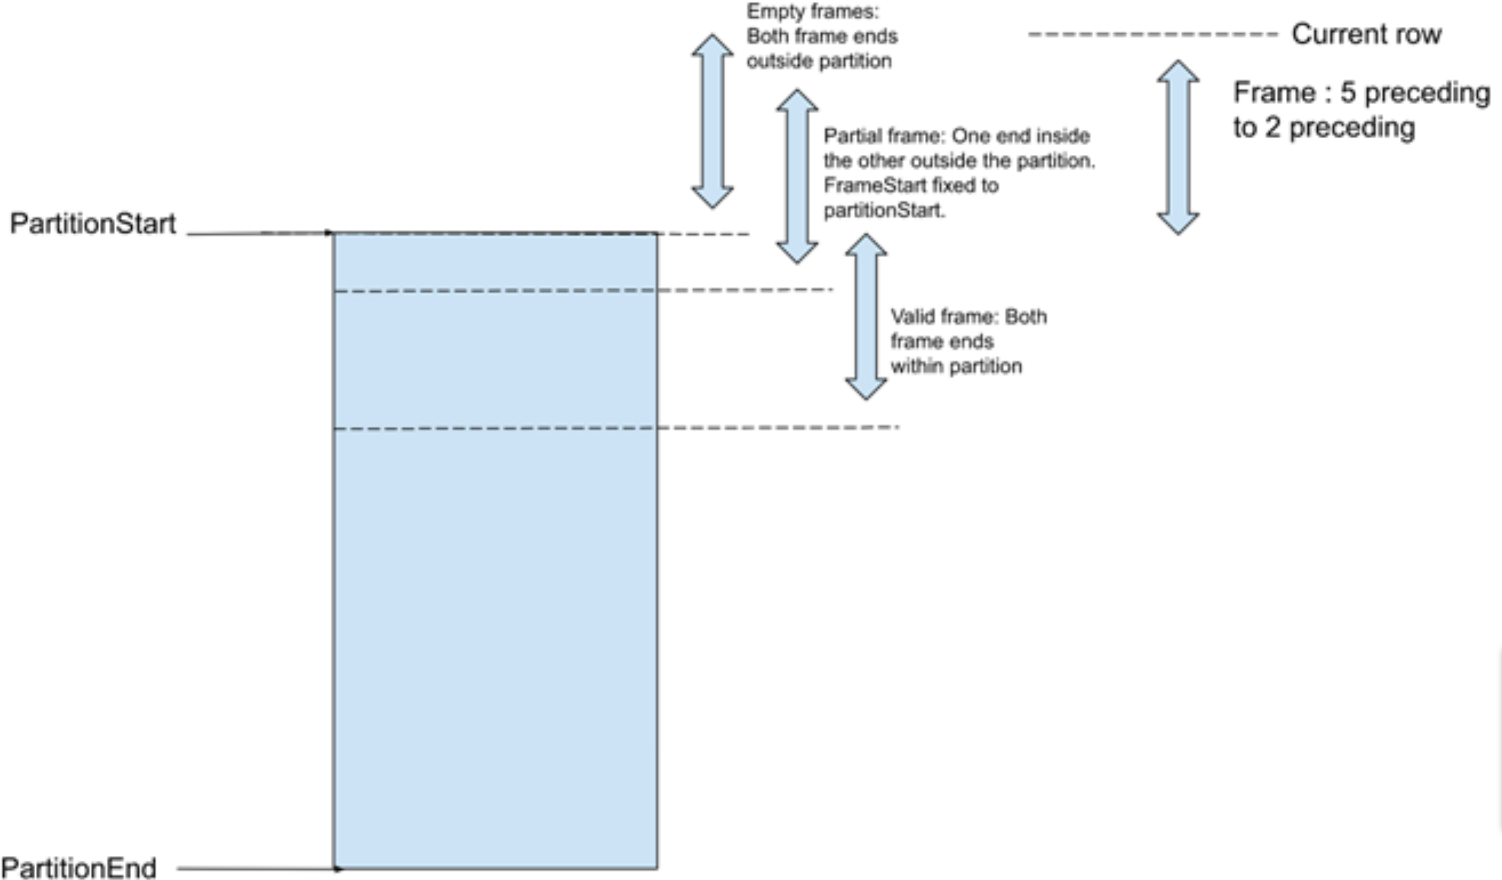 Empty frames:
Both frame ends
outside partition
Current row
Frame : 5 preceding
to 2 preceding
Partial frame: One end inside
the other outside the partition.
FrameStart fixed to
partitionStart.
PartitionStart
Valid frame: Both
frame ends
within partition
PartitionEnd